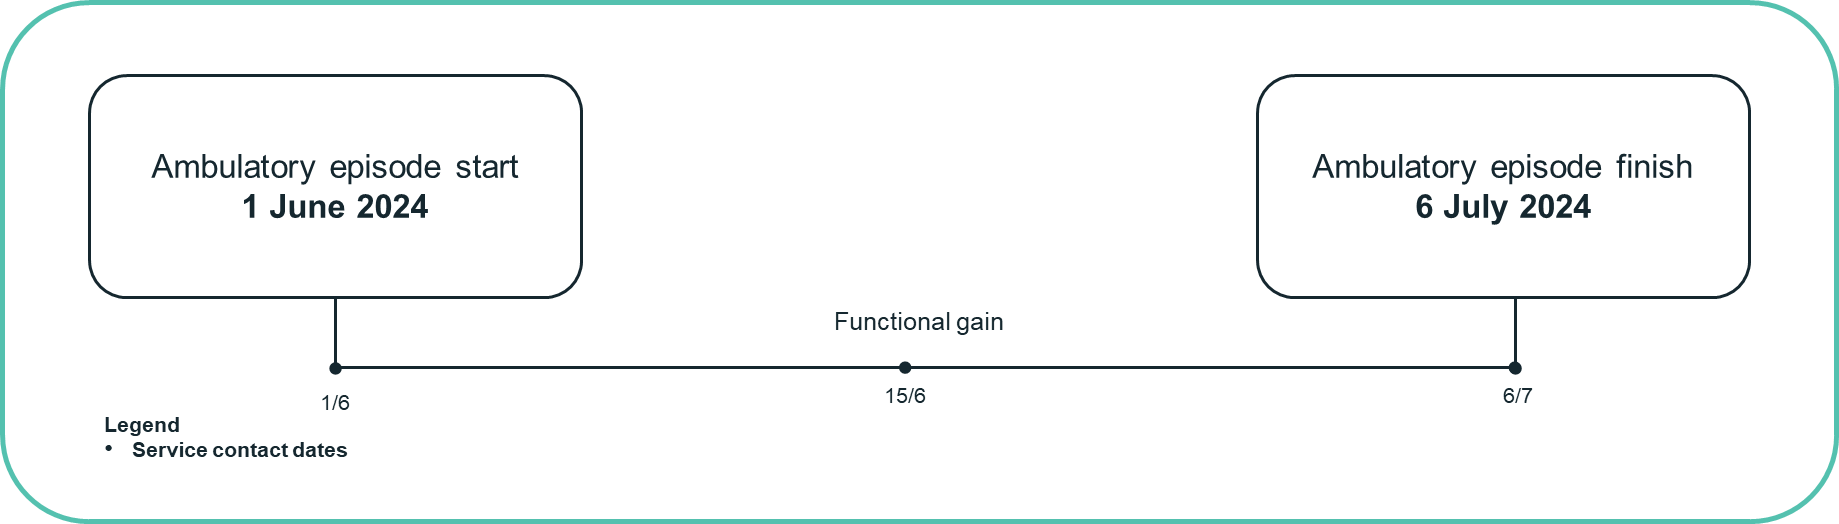 Ambulatory episode start
1 June 2024
Ambulatory episode finish
6 July 2024
Functional gain
1/6
15/6
6/7
Legend
• Service contact dates